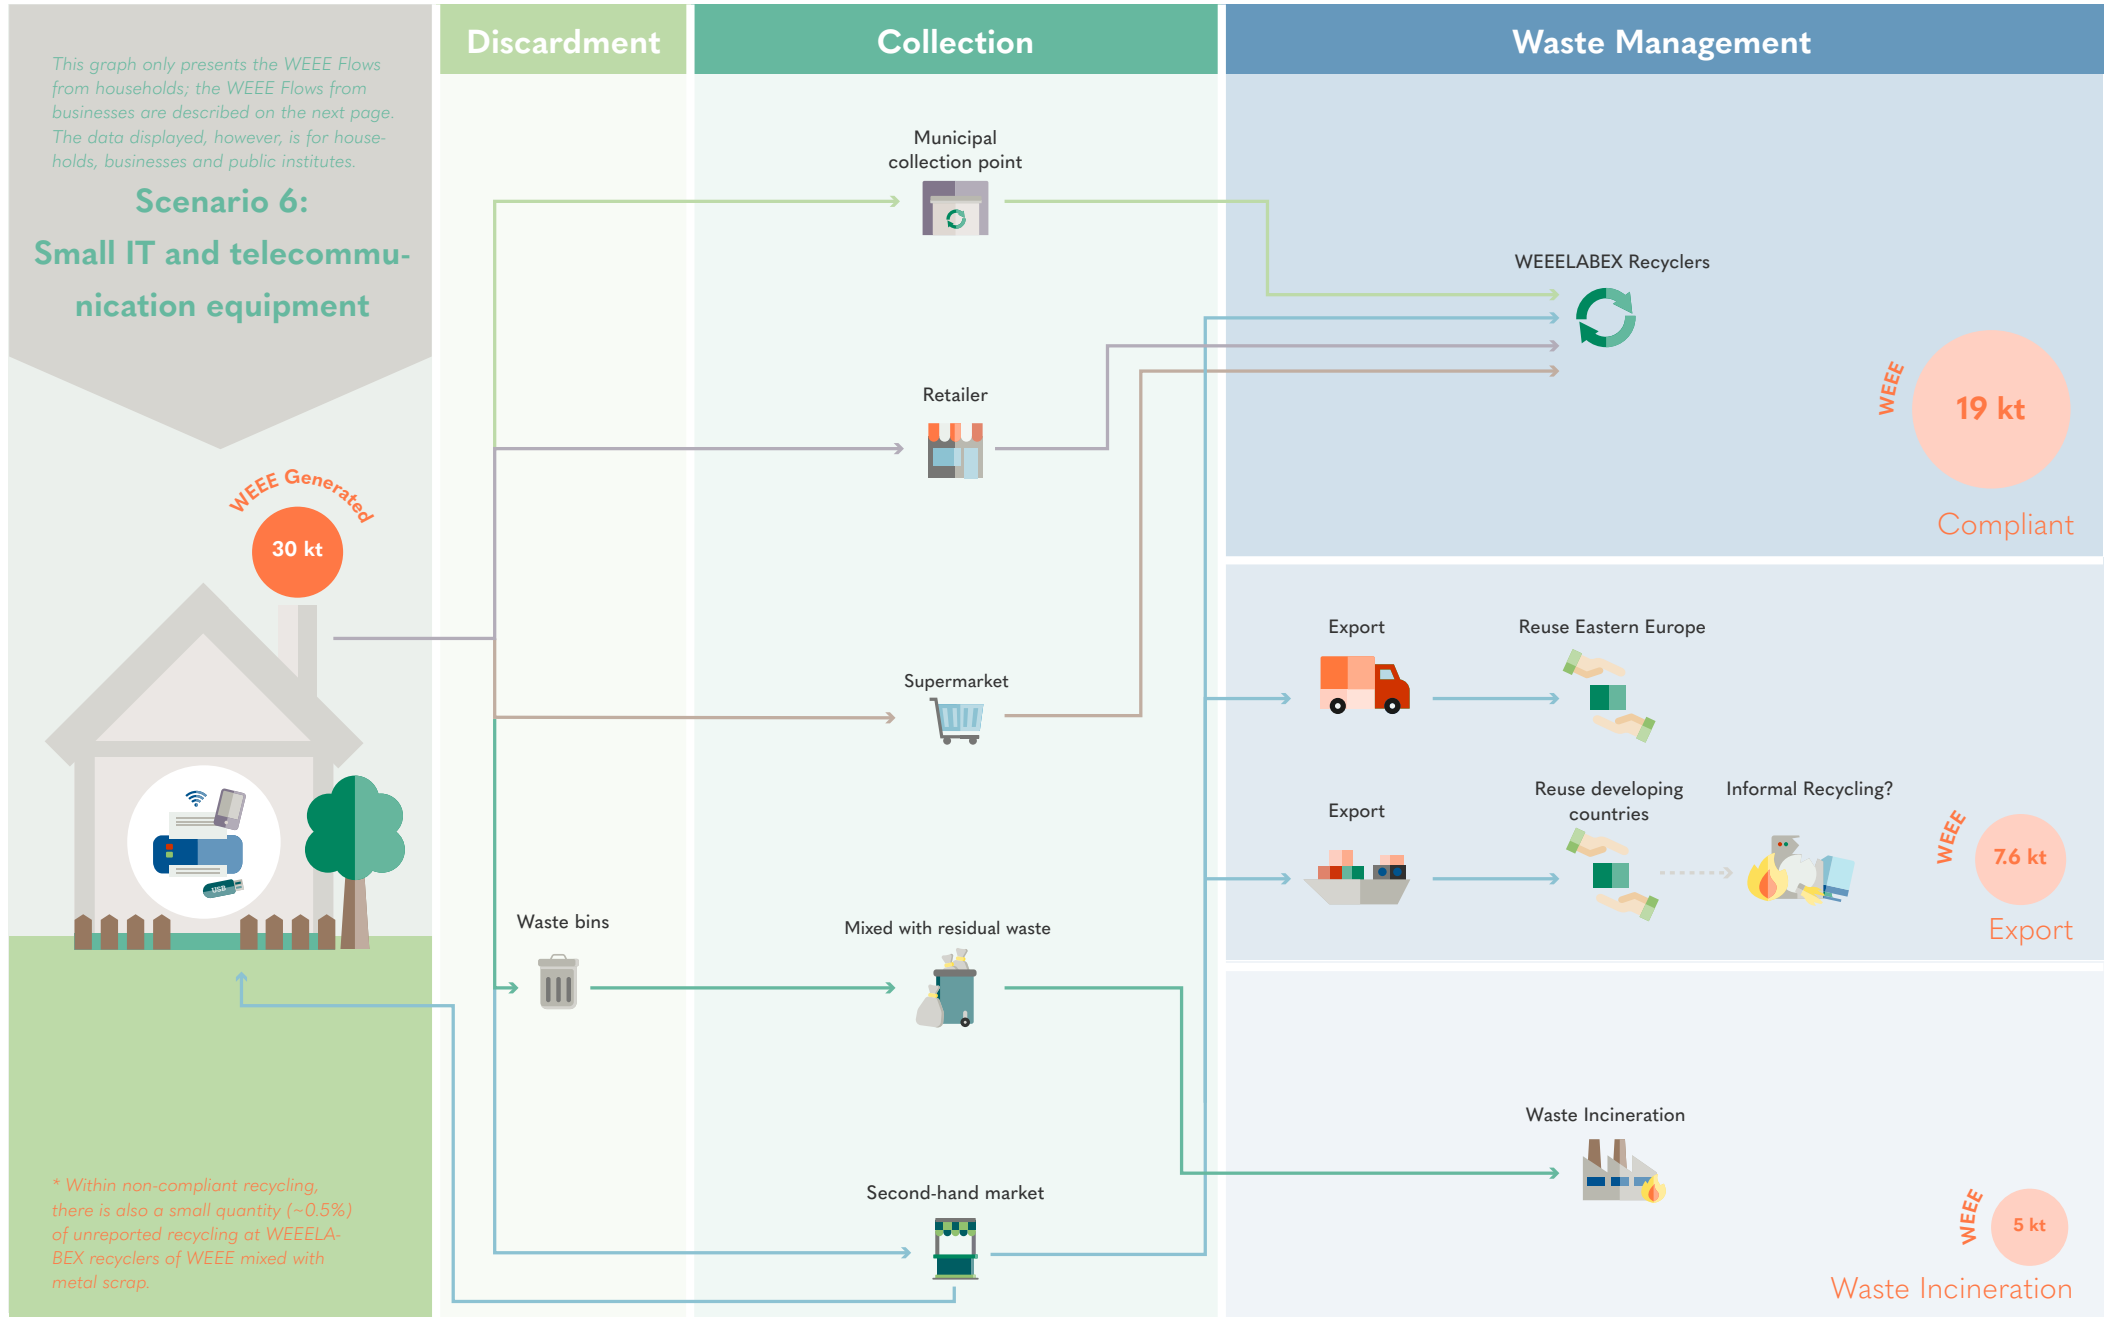 Discardment
Collection
Waste Management
This graph only presents the WEEE Flows
from households; the WEEE Flows from
businesses are described on the next page.
The data displayed, however, is for house-
holds, businesses and public institutes.
Scenario 6:
Small IT and telecommu-
nication equipment
WEEE Generated
30 kt
USB
* Within non-compliant recycling,
there is also a small quantity (~0.5%)
of unreported recycling at WEEELA-
BEX recyclers of WEEE mixed with
metal scrap.
Waste bins
Municipal
collection point
Retailer
Supermarket
Mixed with residual waste
Second-hand market
WEEELABEX Recyclers
WEEE
19 kt
Compliant
Export
Reuse Eastern Europe
Export
Reuse developing
countries
Informal Recycling?
WEEE
7.6 kt
Export
Waste Incineration
WEEE
5 kt
Waste Incineration